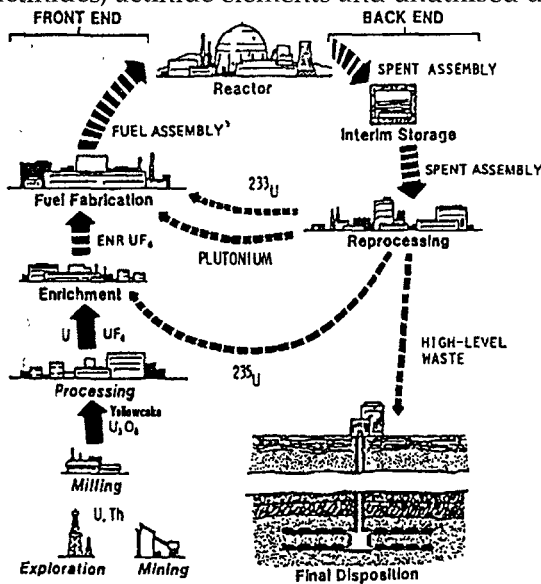 FRONT END
BACK END
Reactor
SPENT ASSEMBLY
FUEL ASSEMBLY
Interim Storage
SPENT ASSEMBLY
233U
Fuel Fabrication
Reprocessing
PLUTONIUM
ENR UF6
Enrichment
U UF6
235U
HIGH-LEVEL
WASTE
Processing
Yellowcake
U3O8
Milling
U, Th
Exploration
Mining
Final Disposition